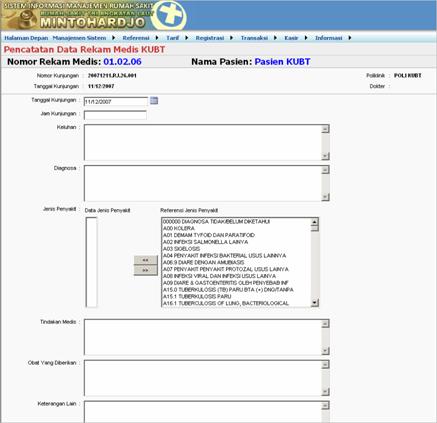 SISTEM INFORMASI MANAJEMEN RUMAH SAKIT
RUMAH SAKIT TNI ANGKATAN LAUT
MINTOHARDJO
Halaman Depan Manajemen Sistem Referensi Tarif Registrasi Transaksi Kasir Informasi
Pencatatan Data Rekam Medis KUBT
Nomor Rekam Medis: 01.02.06 Nama Pasien: Pasien KUBT
Nomor Kunjungan : 20071211.RJ.26.001 Poliklinik : POLI KUBT
Tanggal Kunjungan : 11/12/2007 Dokter :
Tanggal Kunjungan : 11/12/2007
Jam Kunjungan :
Keluhan :
Diagnosa :
Jenis Penyakit : Data Jenis Penyakit Referensi Jenis Penyakit
000000 DIAGNOSA TIDAK/BELUM DIKETAHUI
A00 KOLERA
A01 DEMAM TYFOID DAN PARATIFOID
A02 INFEKSI SALMONELLA LAINYA
A03 SIGELOSIS
A04 PENYAKIT INFEKSI BAKTERIAL USUS LAINNYA
<< A06.9 DIARE DENGAN AMUBIASIS
>> A07 PENYAKIT PENYAKIT PROTOZAL USUS LAINYA
A08 INFEKSI VIRAL DAN INFEKSI USUS LAINYA
A09 DIARE & GASTOENTERITIS OLEH PENYEBAB INF
A15.0 TUBERKULOSIS (TB) PARU BTA (+) DNG/TANPA
A15.1 TUBERKULOSIS PARU
A16.1 TUBERCULOSIS OF LUNG, BACTERIOLOGICAL
Tindakan Medis :
Obat Yang Diberikan :
Keterangan Lain :